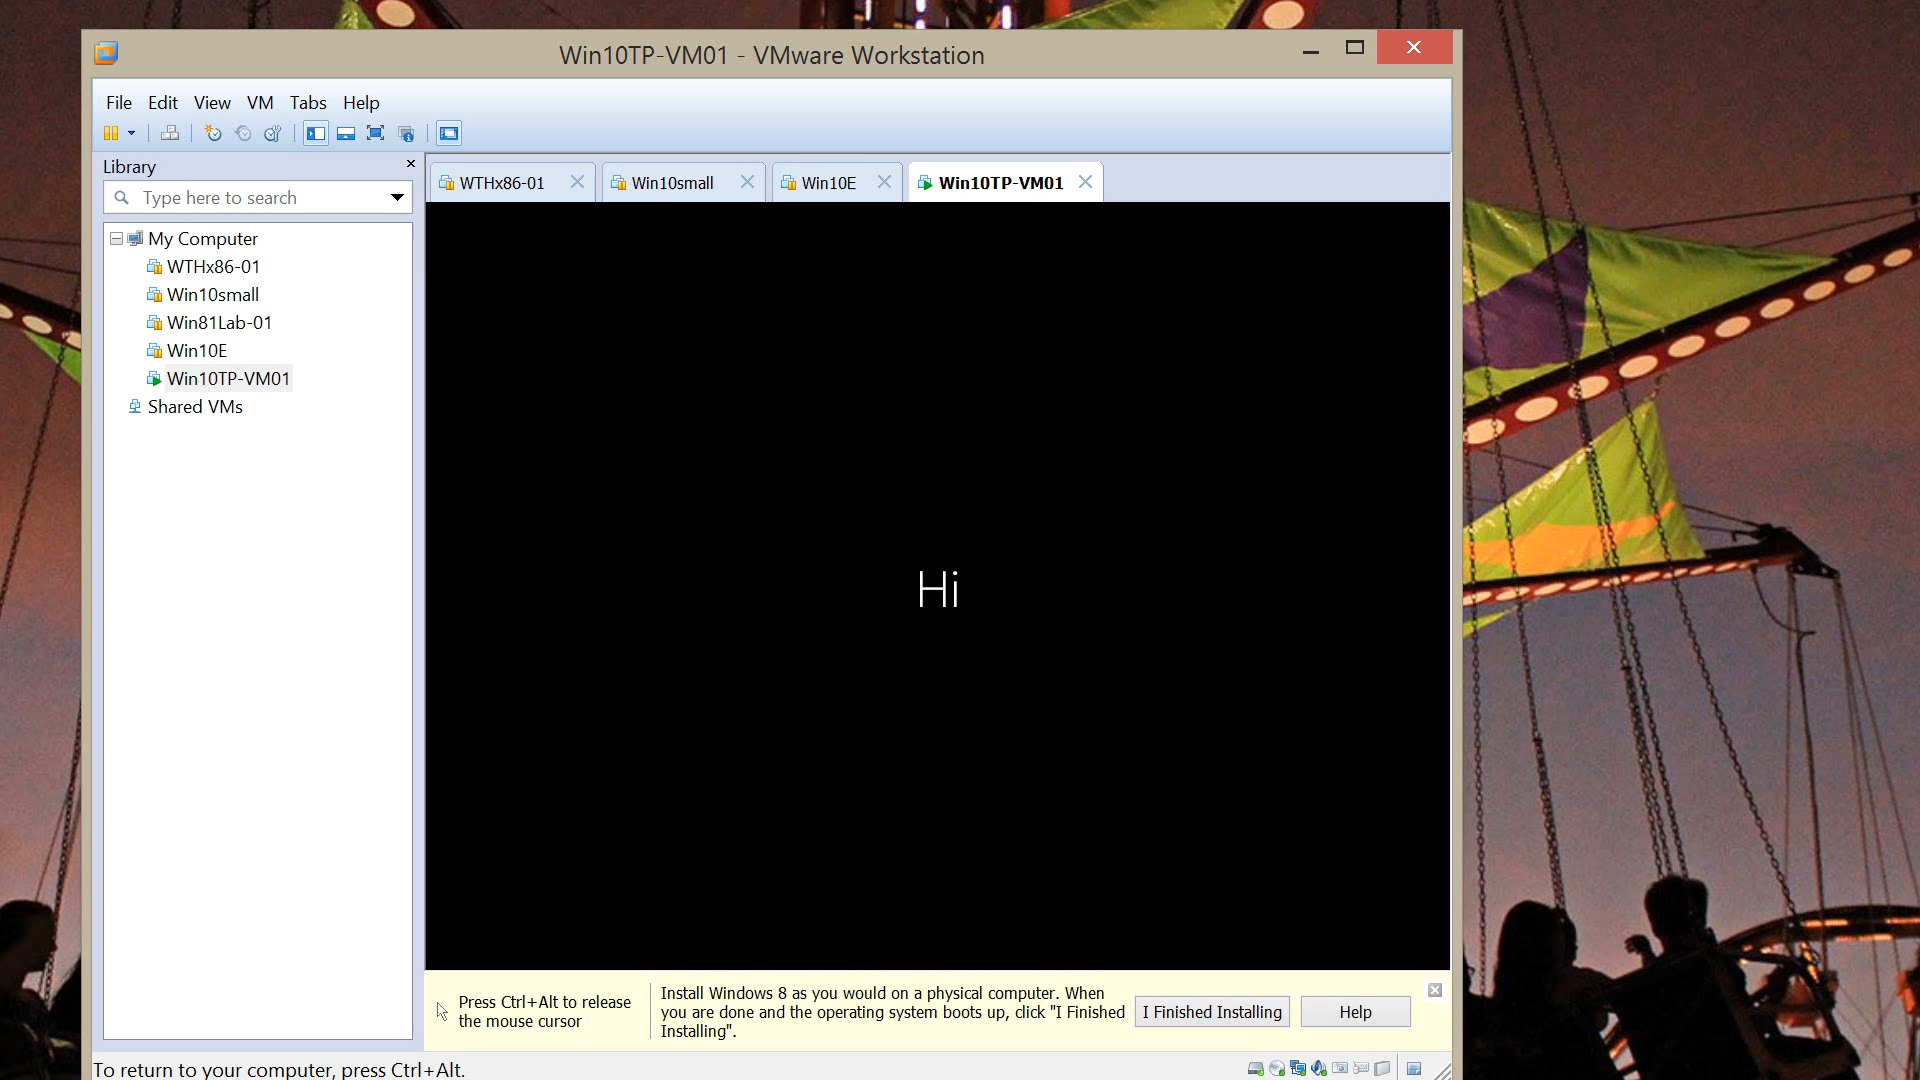 Win10TP-VM01 - VMware Workstation
File Edit View VM Tabs Help
Library
Type here to search
My Computer
WTHx86-01
Win10small
Win81Lab-01
Win10E
Win10TP-VM01
Shared VMs
WTHx86-01
Win10small
Win10E
Win10TP-VM01
Hi
Press Ctrl+Alt to release
the mouse cursor
Install Windows 8 as you would on a physical computer. When
you are done and the operating system boots up, click "I Finished
Installing".
I Finished Installing
Help
To return to your computer, press Ctrl+Alt.